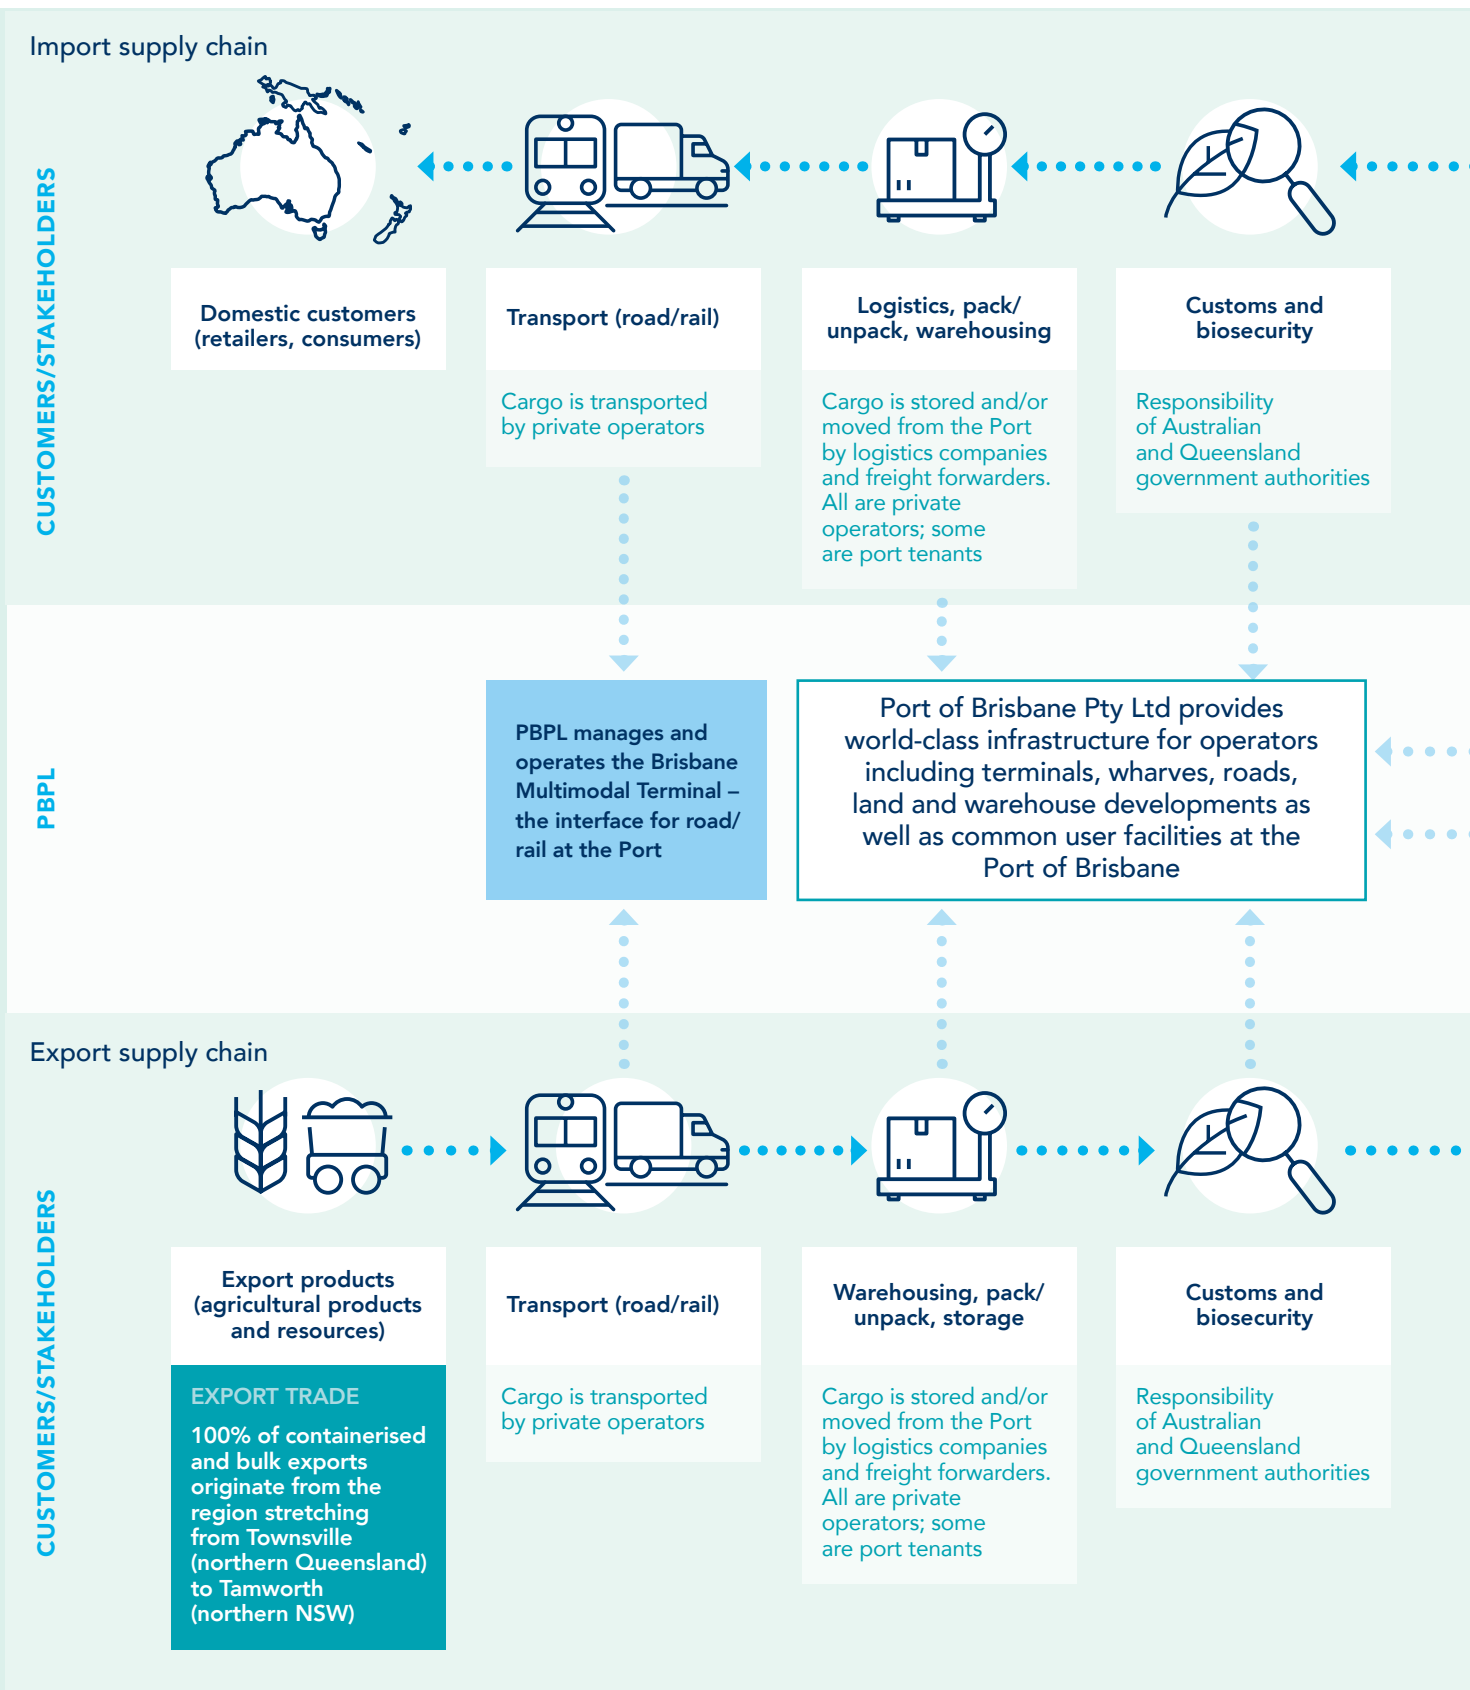 Import supply chain
CUSTOMERS/STAKEHOLDERS
Domestic customers
(retailers, consumers)
Transport (road/rail)
Cargo is transported
by private operators
Logistics, pack/
unpack, warehousing
Cargo is stored and/or
moved from the Port
by logistics companies
and freight forwarders.
All are private
operators; some
are port tenants
Customs and
biosecurity
Responsibility
of Australian
and Queensland
government authorities
PBPL
PBPL manages and
operates the Brisbane
Multimodal Terminal –
the interface for road/
rail at the Port
Port of Brisbane Pty Ltd provides
world-class infrastructure for operators
including terminals, wharves, roads,
land and warehouse developments as
well as common user facilities at the
Port of Brisbane
Export supply chain
CUSTOMERS/STAKEHOLDERS
Export products
(agricultural products
and resources)
EXPORT TRADE
100% of containerised
and bulk exports
originate from the
region stretching
from Townsville
(northern Queensland)
to Tamworth
(northern NSW)
Transport (road/rail)
Cargo is transported
by private operators
Warehousing, pack/
unpack, storage
Cargo is stored and/or
moved from the Port
by logistics companies
and freight forwarders.
All are private
operators; some
are port tenants
Customs and
biosecurity
Responsibility
of Australian
and Queensland
government authorities